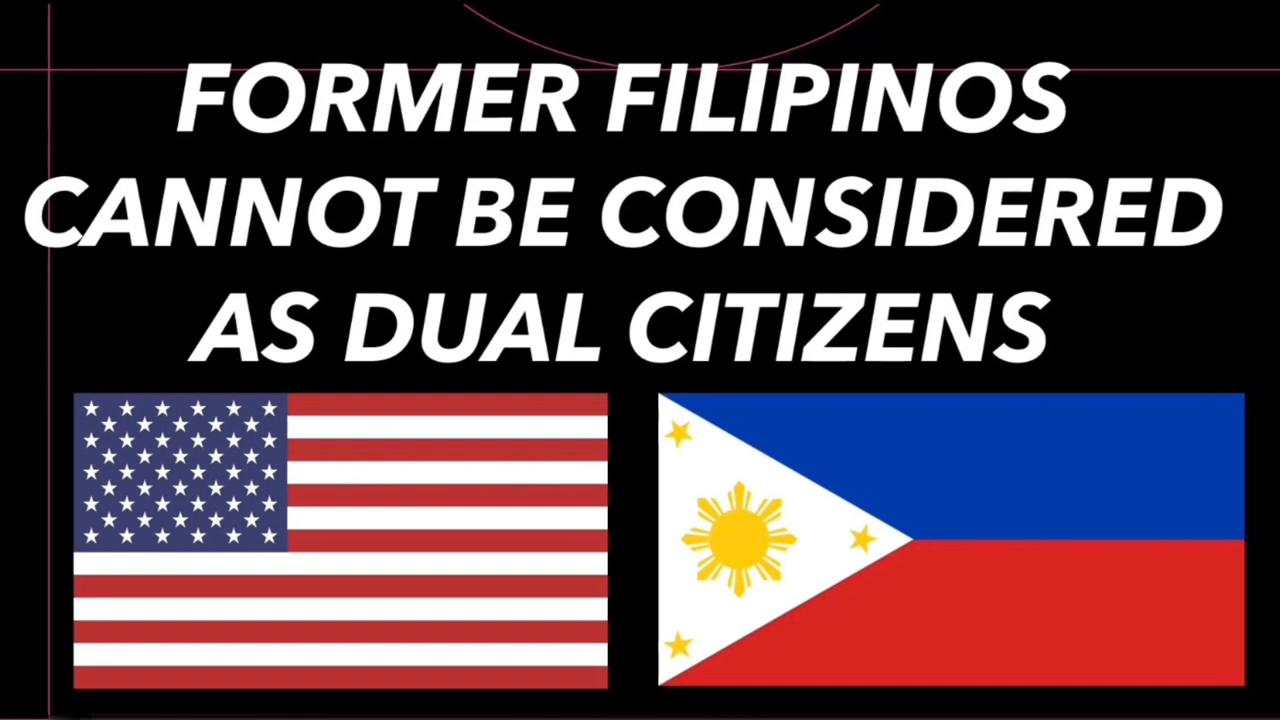 FORMER FILIPINOS
CANNOT BE CONSIDERED
AS DUAL CITIZENS